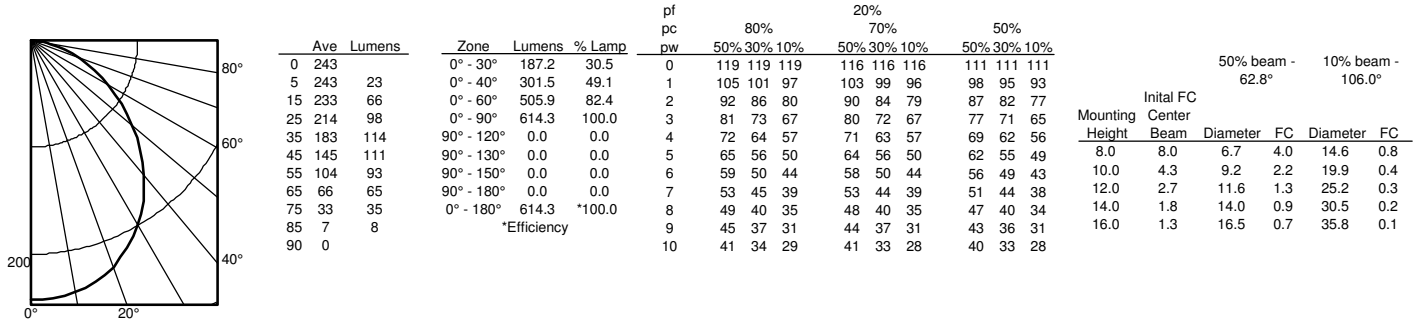 80°
60°
40°
200
0° 20°
Ave Lumens
0 243
5 243 23
15 233 66
25 214 98
35 183 114
45 145 111
55 104 93
65 66 65
75 33 35
85 7 8
90 0
Zone Lumens % Lamp
0° - 30° 187.2 30.5
0° - 40° 301.5 49.1
0° - 60° 505.9 82.4
0° - 90° 614.3 100.0
90° - 120° 0.0 0.0
90° - 130° 0.0 0.0
90° - 150° 0.0 0.0
90° - 180° 0.0 0.0
0° - 180° 614.3 *100.0
*Efficiency
pf 20%
pc 80% 70% 50%
pw 50% 30% 10% 50% 30% 10% 50% 30% 10%
0 119 119 119 116 116 116 111 111 111
1 105 101 97 103 99 96 98 95 93
2 92 86 80 90 84 79 87 82 77
3 81 73 67 80 72 67 77 71 65
4 72 64 57 71 63 57 69 62 56
5 65 56 50 64 56 50 62 55 49
6 59 50 44 58 50 44 56 49 43
7 53 45 39 53 44 39 51 44 38
8 49 40 35 48 40 35 47 40 34
9 45 37 31 44 37 31 43 36 31
10 41 34 29 41 33 28 40 33 28
50% beam - 10% beam -
62.8° 106.0°
Inital FC
Mounting Center
Height Beam Diameter FC Diameter FC
8.0 8.0 6.7 4.0 14.6 0.8
10.0 4.3 9.2 2.2 19.9 0.4
12.0 2.7 11.6 1.3 25.2 0.3
14.0 1.8 14.0 0.9 30.5 0.2
16.0 1.3 16.5 0.7 35.8 0.1